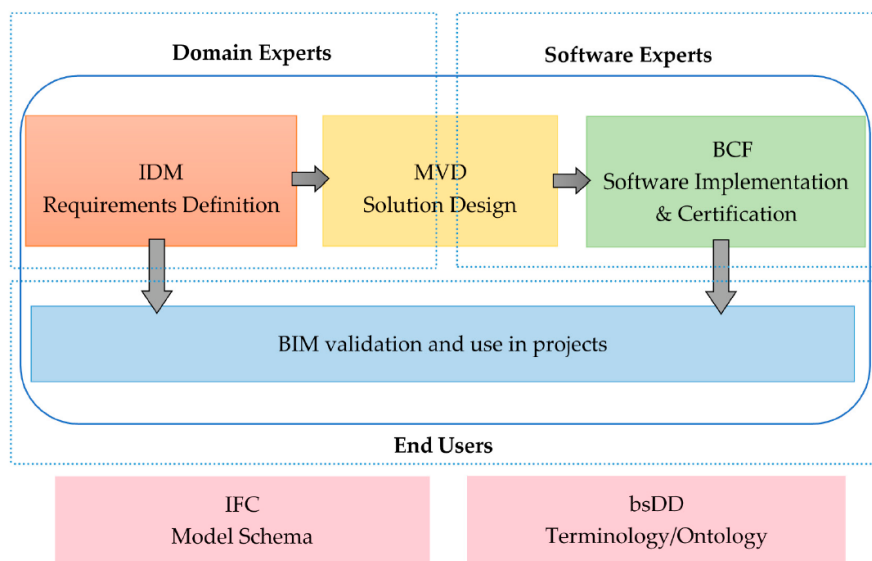 Domain Experts
Software Experts
IDM
Requirements Definition
MVD
Solution Design
BCF
Software Implementation
& Certification
BIM validation and use in projects
End Users
IFC
Model Schema
bsDD
Terminology/Ontology